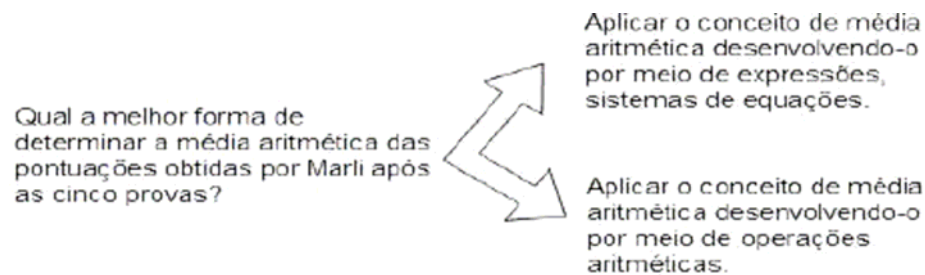 Qual a melhor forma de
determinar a média aritmética das
pontuações obtidas por Marli após
as cinco provas?
Aplicar o conceito de média
aritmética desenvolvendo-o
por meio de expressões,
sistemas de equações.
Aplicar o conceito de média
aritmética desenvolvendo-o
por meio de operações
aritméticas.